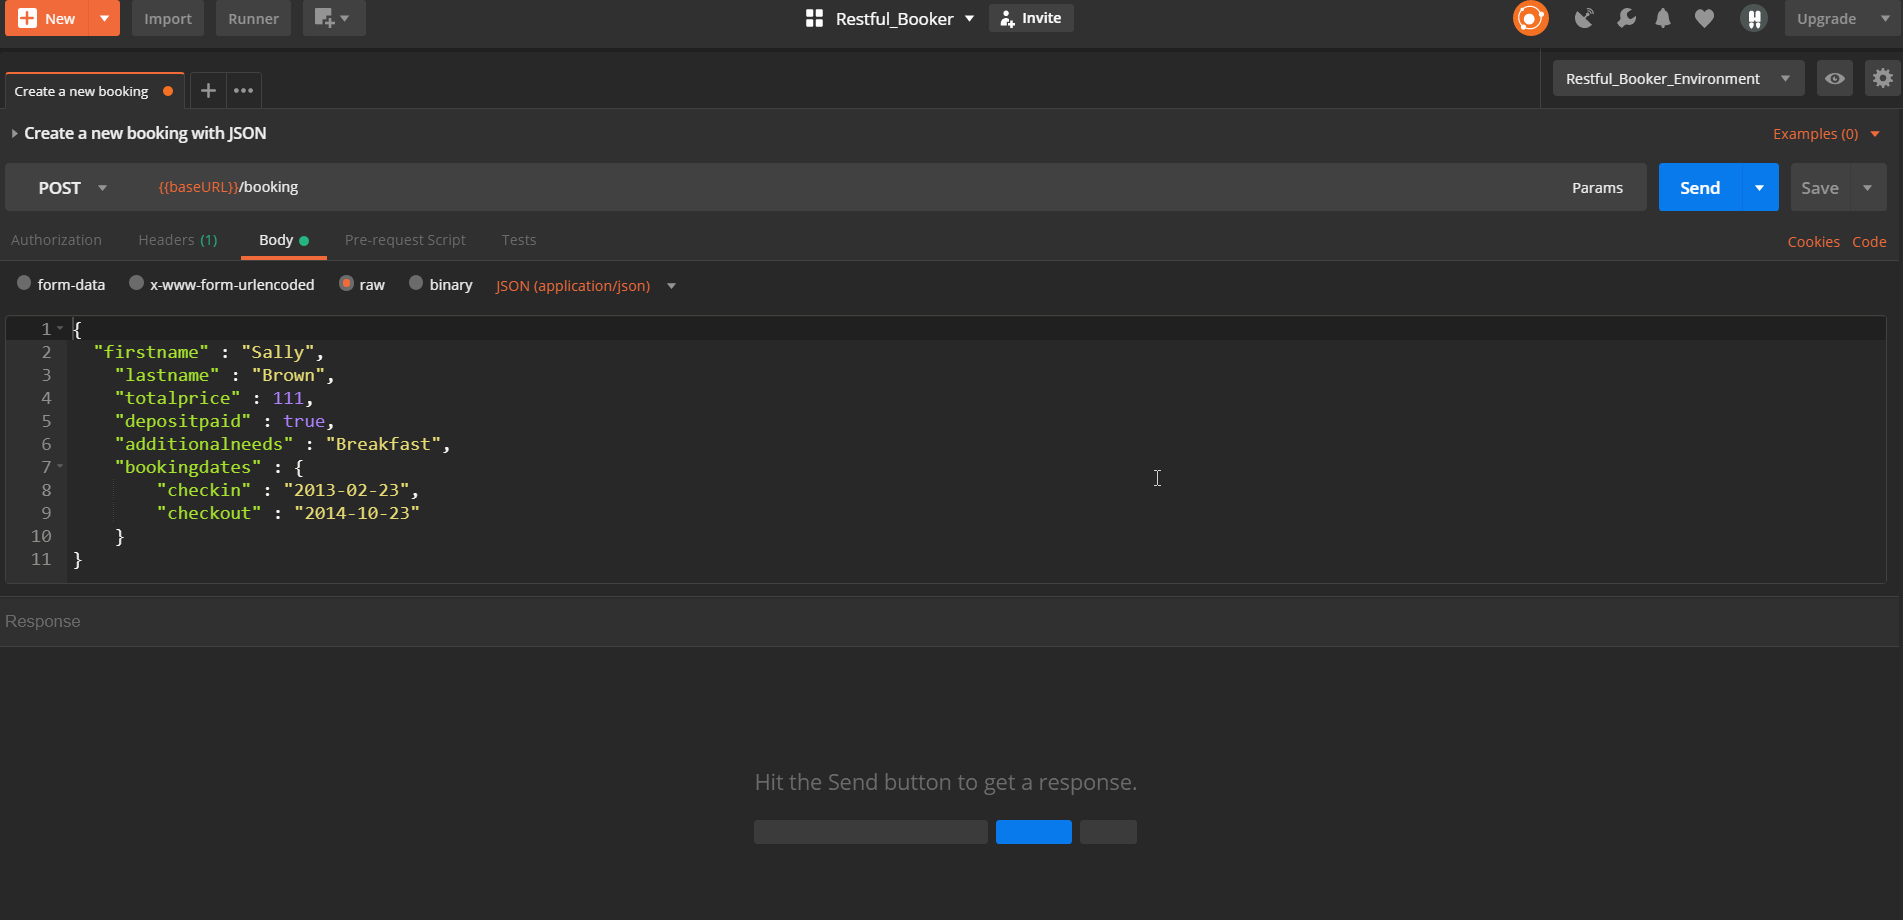 New Import Runner Restful_Booker Invite Upgrade
Create a new booking Restful_Booker_Environment
Create a new booking with JSON Examples (0)
POST {{baseURL}}/booking Params Send Save
Authorization Headers (1) Body Pre-request Script Tests Cookies Code
form-data x-www-form-urlencoded raw binary JSON (application/json)
1 {
2 "firstname" : "Sally",
3 "lastname" : "Brown",
4 "totalprice" : 111,
5 "depositpaid" : true,
6 "additionalneeds" : "Breakfast",
7 "bookingdates" : {
8 "checkin" : "2013-02-23",
9 "checkout" : "2014-10-23"
10 }
11 }
Response
Hit the Send button to get a response.